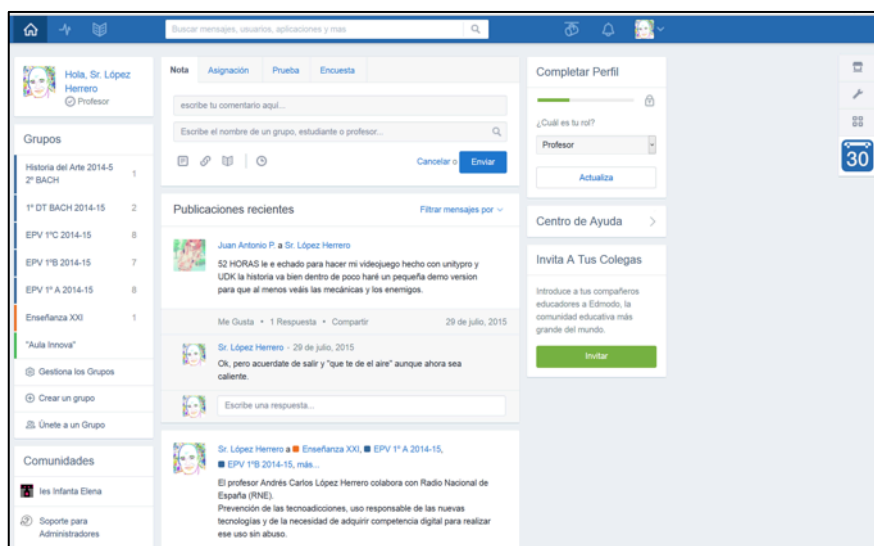 Buscar mensajes, usuarios, aplicaciones y mas
Hola, Sr. López
Herrero
Profesor
Grupos
Historia del Arte 2014-5
2º BACH
1
1º DT BACH 2014-15
2
EPV 1ºC 2014-15
8
EPV 1ºB 2014-15
7
EPV 1º A 2014-15
8
Enseñanza XXI
1
"Aula Innova"
Gestiona los Grupos
Crear un grupo
Únete a un Grupo
Comunidades
Ies Infanta Elena
Soporte para
Administradores
Nota Asignación Prueba Encuesta
escribe tu comentario aquí...
Escribe el nombre de un grupo, estudiante o profesor...
Cancelar o Enviar
Publicaciones recientes
Filtrar mensajes por
Juan Antonio P. a Sr. López Herrero
52 HORAS le e echado para hacer mi videojuego hecho con unitypro y
UDK la historia va bien dentro de poco haré un pequeña demo version
para que al menos veáis las mecánicas y los enemigos.
Me Gusta • 1 Respuesta • Compartir
29 de julio, 2015
Sr. López Herrero - 29 de julio, 2015
Ok, pero acuerdate de salir y "que te de el aire" aunque ahora sea
caliente.
Escribe una respuesta...
Sr. López Herrero a Enseñanza XXI, EPV 1º A 2014-15,
EPV 1ºB 2014-15, más...
El profesor Andrés Carlos López Herrero colabora con Radio Nacional de
España (RNE).
Prevención de las tecnoadicciones, uso responsable de las nuevas
tecnologías y de la necesidad de adquirir competencia digital para realizar
ese uso sin abuso.
Completar Perfil
¿Cuál es tu rol?
Profesor
Actualiza
Centro de Ayuda
Invita A Tus Colegas
Introduce a tus compañeros
educadores a Edmodo, la
comunidad educativa más
grande del mundo.
Invitar
30